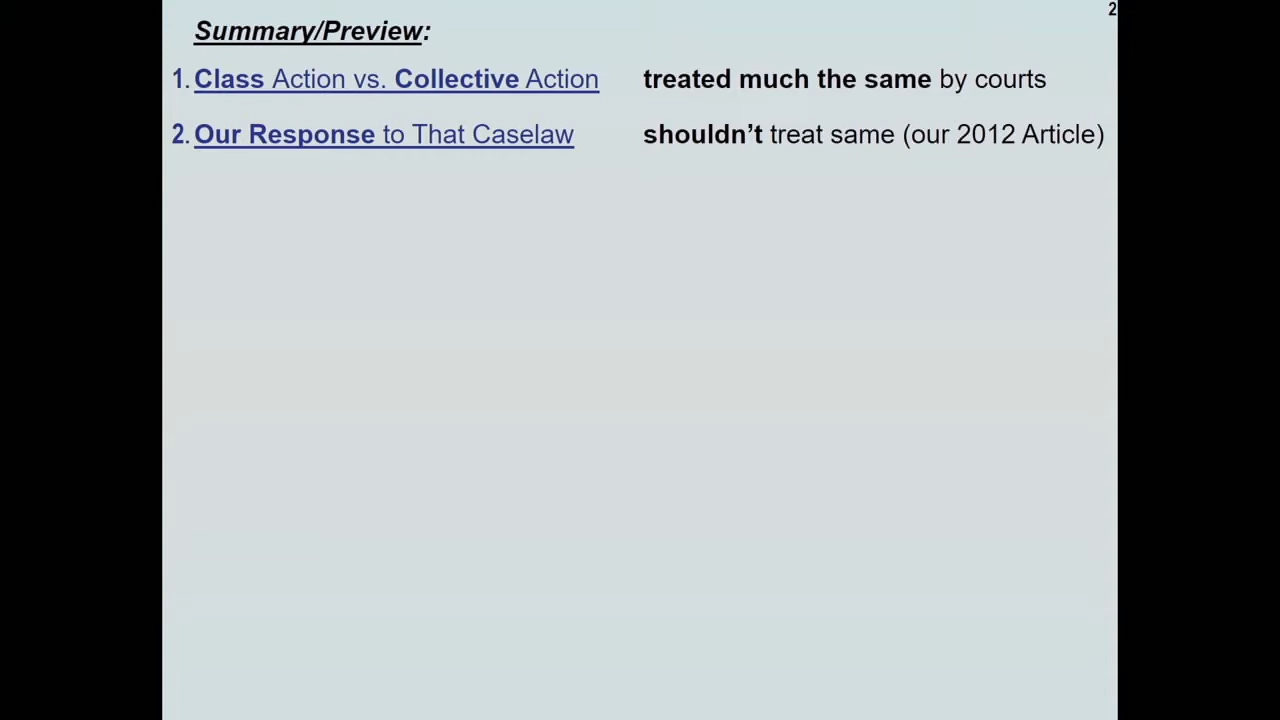 2
Summary/Preview:
1. Class Action vs. Collective Action treated much the same by courts
2. Our Response to That Caselaw shouldn’t treat same (our 2012 Article)